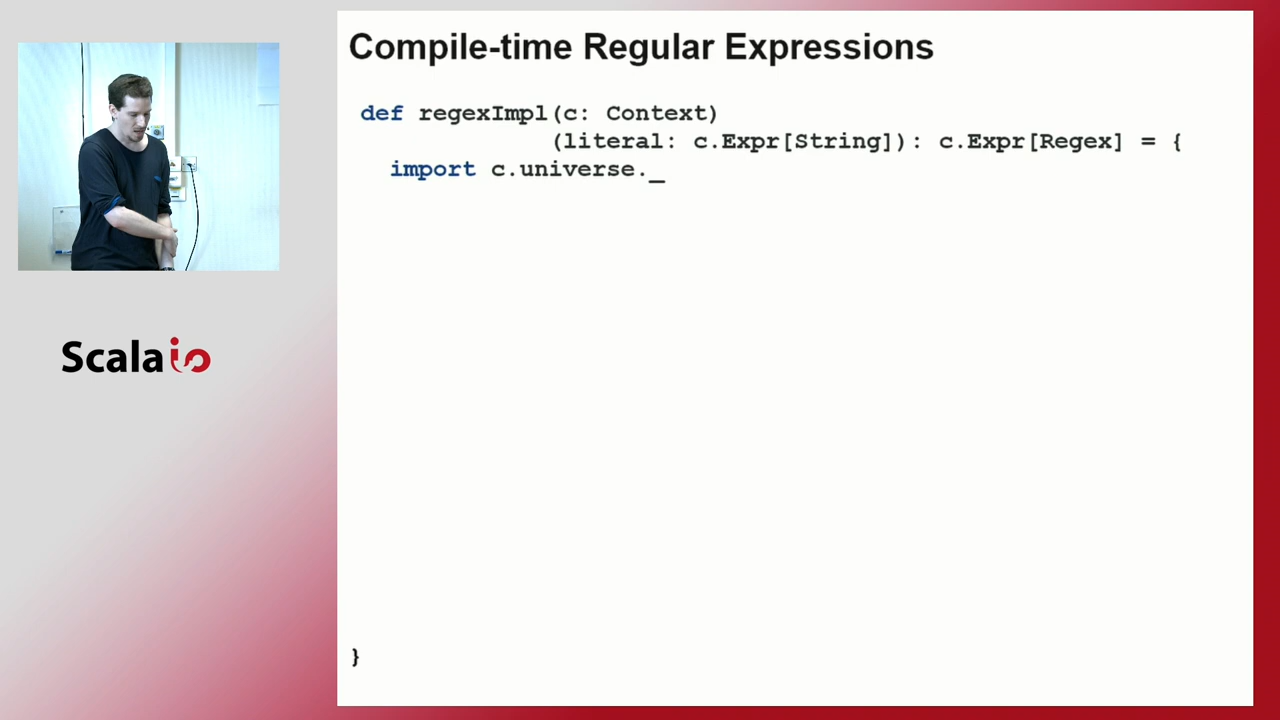 Compile-time Regular Expressions
def regexImpl(c: Context)
(literal: c.Expr[String]): c.Expr[Regex] = {
import c.universe._
Scala io
}